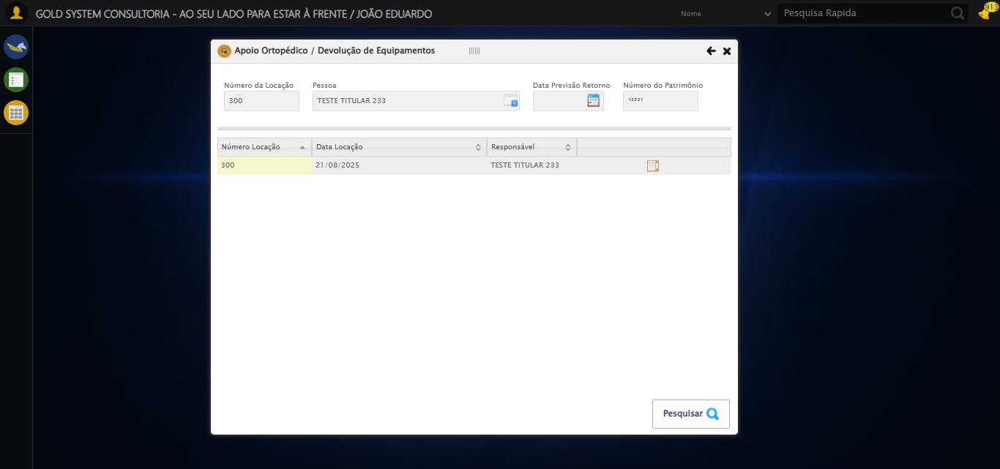 GOLD SYSTEM CONSULTORIA - AO SEU LADO PARA ESTAR À FRENTE / JOÃO EDUARDO
Nome
Pesquisa Rapida
913
Apoio Ortopédico / Devolução de Equipamentos
Número da Locação Pessoa Data Previsão Retorno Número do Patrimônio
300 TESTE TITULAR 233 12521
Número Locação Data Locação Responsável
300 21/08/2025 TESTE TITULAR 233
Pesquisar